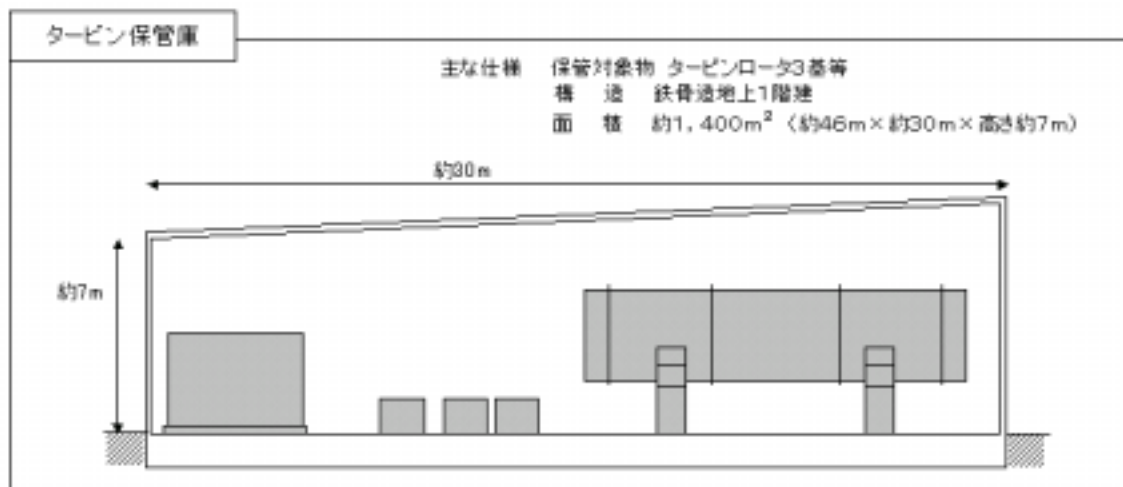 タービン保管庫
主な仕様 保管対象物 タービンロータ3基等
構 造 鉄骨造地上1階建
面 積 約1,400m² (約46m×約30m×高さ約7m)
約30m
約7m